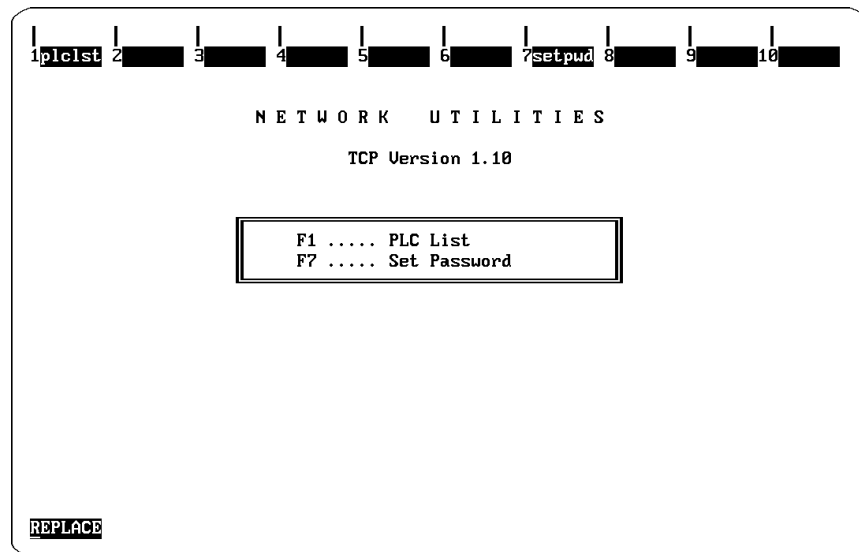 1plclst 2 3 4 5 6 7setpwd 8 9 10
N E T W O R K U T I L I T I E S
TCP Version 1.10
F1 ..... PLC List
F7 ..... Set Password
REPLACE